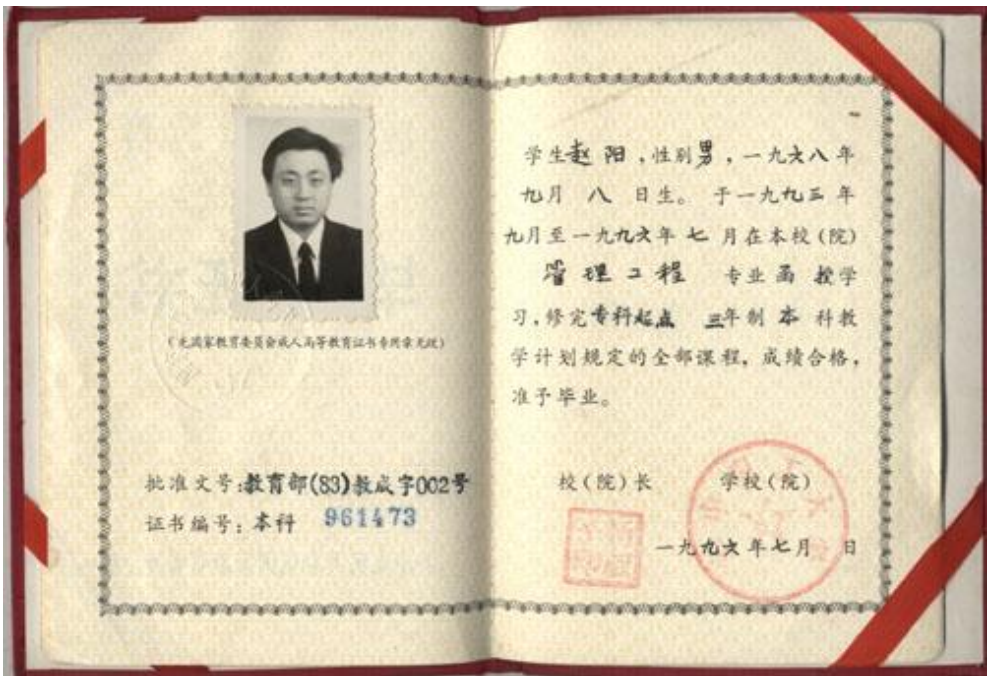 （无国家教育委员会成人高等教育证书专用章无效）
批准文号：教育部(83)教成字002号
证书编号：本科 961473
学生赵阳，性别男，一九六八年
九月 八 日生。于一九九三年
九月至一九九六年七月在本校（院）
管理工程 专业函授学
习，修完专科起点 三年制本科教
学计划规定的全部课程，成绩合格，
准予毕业。
校（院）长 学校（院）
一九九六年七月 日